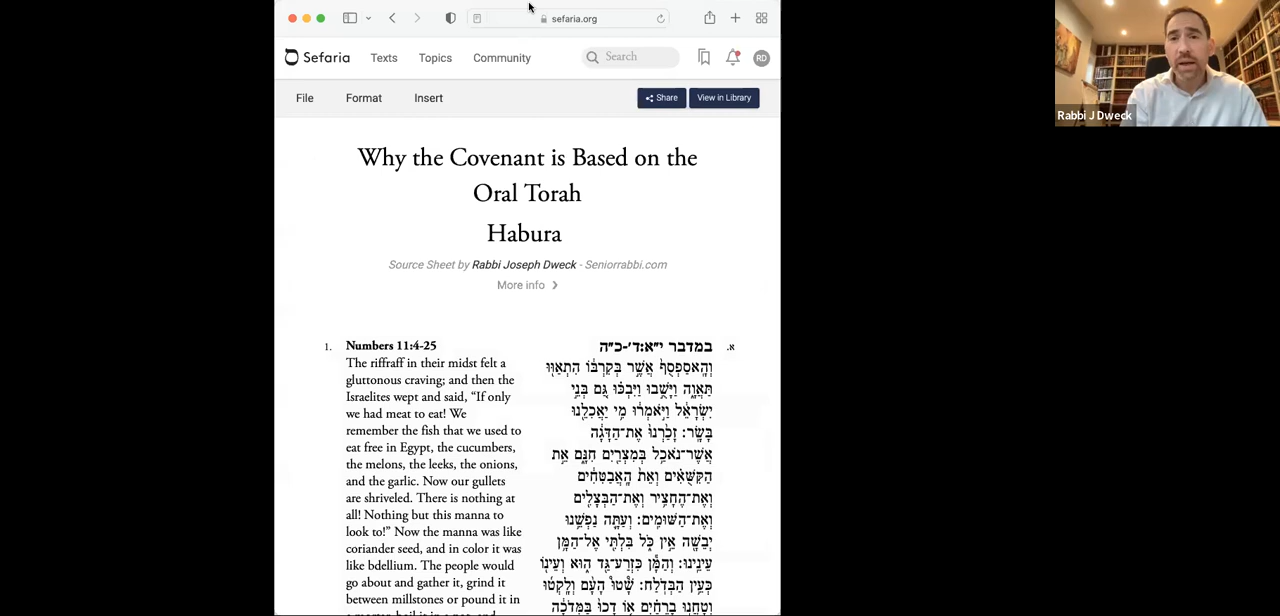 sefaria.org
Sefaria
Texts
Topics
Community
Search
RD
File
Format
Insert
Share
View in Library
Rabbi J Dweck
Why the Covenant is Based on the
Oral Torah
Habura
Source Sheet by Rabbi Joseph Dweck - Seniorrabbi.com
More info
1.
Numbers 11:4-25
The riffraff in their midst felt a
gluttonous craving; and then the
Israelites wept and said, “If only
we had meat to eat! We
remember the fish that we used to
eat free in Egypt, the cucumbers,
the melons, the leeks, the onions,
and the garlic. Now our gullets
are shriveled. There is nothing at
all! Nothing but this manna to
look to!” Now the manna was like
coriander seed, and in color it was
like bdellium. The people would
go about and gather it, grind it
between millstones or pound it in
א.
במדבר י״א:ד׳-כ״ה
וְהָֽאסַפְסֻף֙ אֲשֶׁ֣ר בְּקִרְבּ֔וֹ הִתְאַוּ֖וּ
תַּאֲוָ֑ה וַיָּשֻׁ֣בוּ וַיִּבְכּ֗וּ גַּ֚ם בְּנֵ֣י
יִשְׂרָאֵ֔ל וַיֹּ֣אמְר֔וּ מִ֥י יַאֲכִלֵ֖נוּ
בָּשָֽׂר׃ זָכַ֙רְנוּ֙ אֶת־הַדָּגָ֔ה
אֲשֶׁר־נֹאכַ֥ל בְּמִצְרַ֖יִם חִנָּ֑ם אֵ֣ת
הַקִּשֻּׁאִ֗ים וְאֵת֙ הָֽאֲבַטִּחִ֔ים
וְאֶת־הֶחָצִ֥יר וְאֶת־הַבְּצָלִ֖ים
וְאֶת־הַשּׁוּמִֽים׃ וְעַתָּ֛ה נַפְשֵׁ֥נוּ
יְבֵשָׁ֖ה אֵ֣ין כֹּ֑ל בִּלְתִּ֖י אֶל־הַמָּ֥ן
עֵינֵֽינוּ׃ וְהַמָּ֕ן כִּזְרַע־גַּ֖ד ה֑וּא וְעֵינ֖וֹ
כְּעֵ֥ין הַבְּדֹֽלַח׃ שָׁ֩טוּ֩ הָעָ֨ם וְלָֽקְט֜וּ
וְטָחֲנ֣וּ בָרֵחַ֗יִם א֤וֹ דָכוּ֙ בַּמְּדֹכָ֔ה